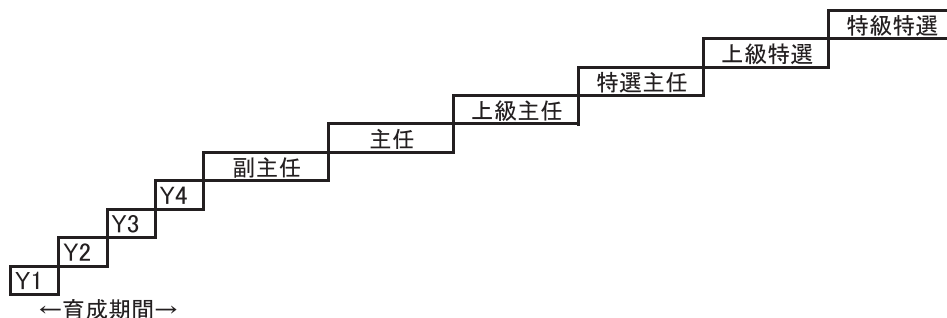 特級特選
上級特選
特選主任
上級主任
主任
副主任
Y4
Y3
Y2
Y1
←育成期間→